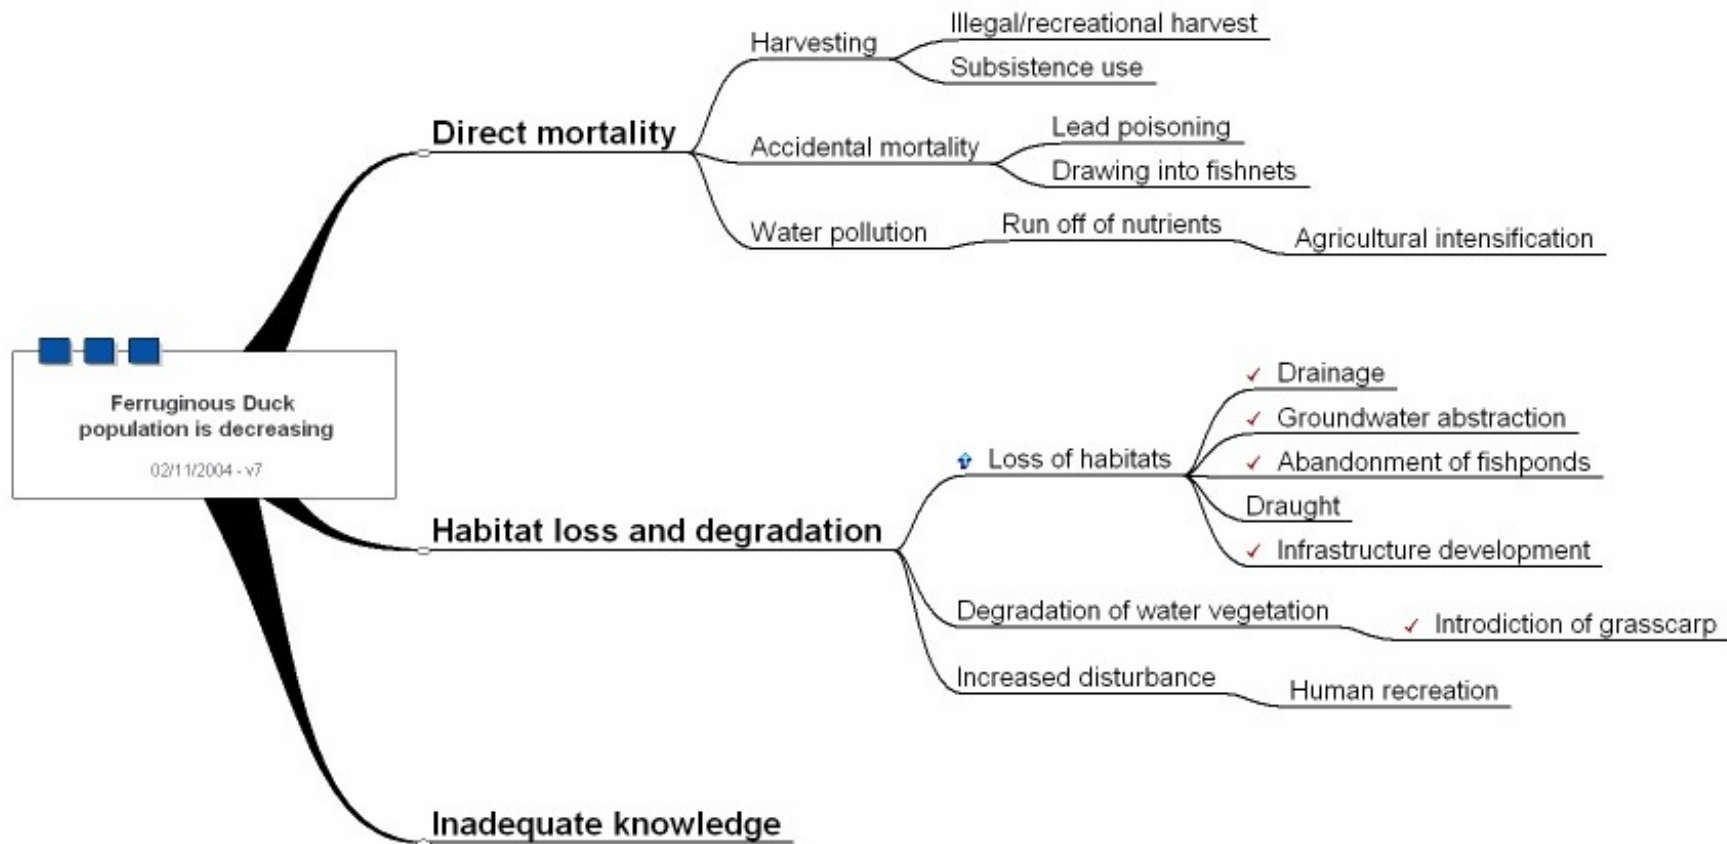 Illegal/recreational harvest
Harvesting
Subsistence use
Direct mortality
Lead poisoning
Accidental mortality
Drawing into fishnets
Run off of nutrients
Water pollution
Agricultural intensification
Ferruginous Duck
population is decreasing
02/11/2004 - v7
Drainage
Groundwater abstraction
Loss of habitats
Abandonment of fishponds
Draught
Habitat loss and degradation
Infrastructure development
Degradation of water vegetation
Introdiction of grasscarp
Increased disturbance
Human recreation
Inadequate knowledge